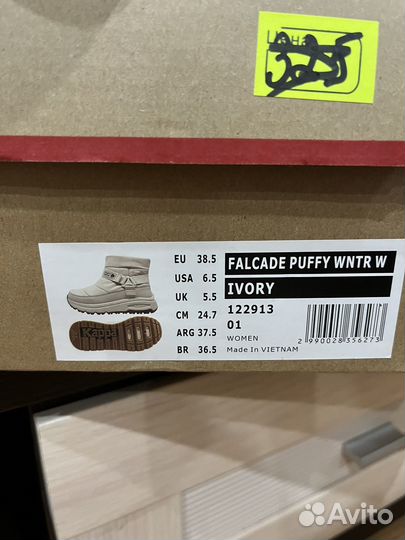 Цена
EU 38.5
USA 6.5
UK 5.5
CM 24.7
ARG 37.5
BR 36.5
FALCADE PUFFY WNTR W
IVORY
122913
01
WOMEN
Made In VIETNAM
2 990028 356273
Kappa
Avito